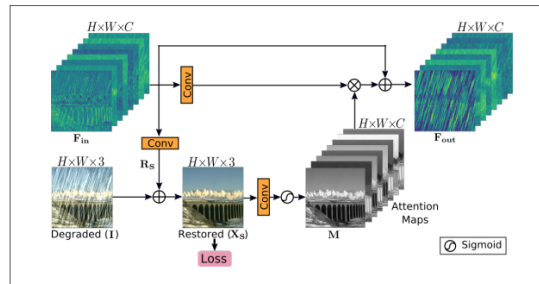 H×W×C
H×W×C
Conv
F_in
F_out
H×W×C
Conv
H×W×3
R_S
H×W×3
Conv
Attention
Maps
Degraded (I)
Restored (X_S)
M
Sigmoid
Loss